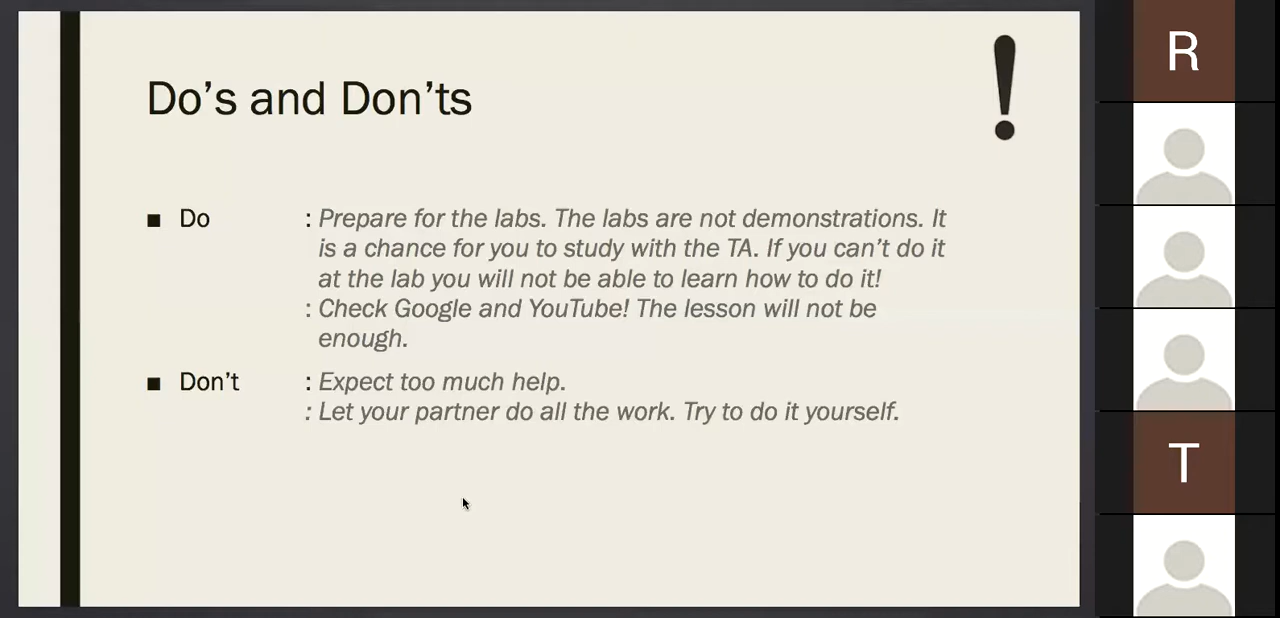 Do’s and Don’ts
!
■ Do : Prepare for the labs. The labs are not demonstrations. It
is a chance for you to study with the TA. If you can’t do it
at the lab you will not be able to learn how to do it!
: Check Google and YouTube! The lesson will not be
enough.
■ Don’t : Expect too much help.
: Let your partner do all the work. Try to do it yourself.
R
T